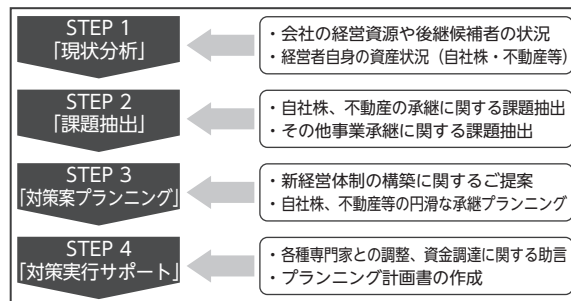 STEP 1
「現状分析」
・会社の経営資源や後継候補者の状況
・経営者自身の資産状況（自社株・不動産等）
STEP 2
「課題抽出」
・自社株、不動産の承継に関する課題抽出
・その他事業承継に関する課題抽出
STEP 3
「対策案プランニング」
・新経営体制の構築に関するご提案
・自社株、不動産等の円滑な承継プランニング
STEP 4
「対策実行サポート」
・各種専門家との調整、資金調達に関する助言
・プランニング計画書の作成